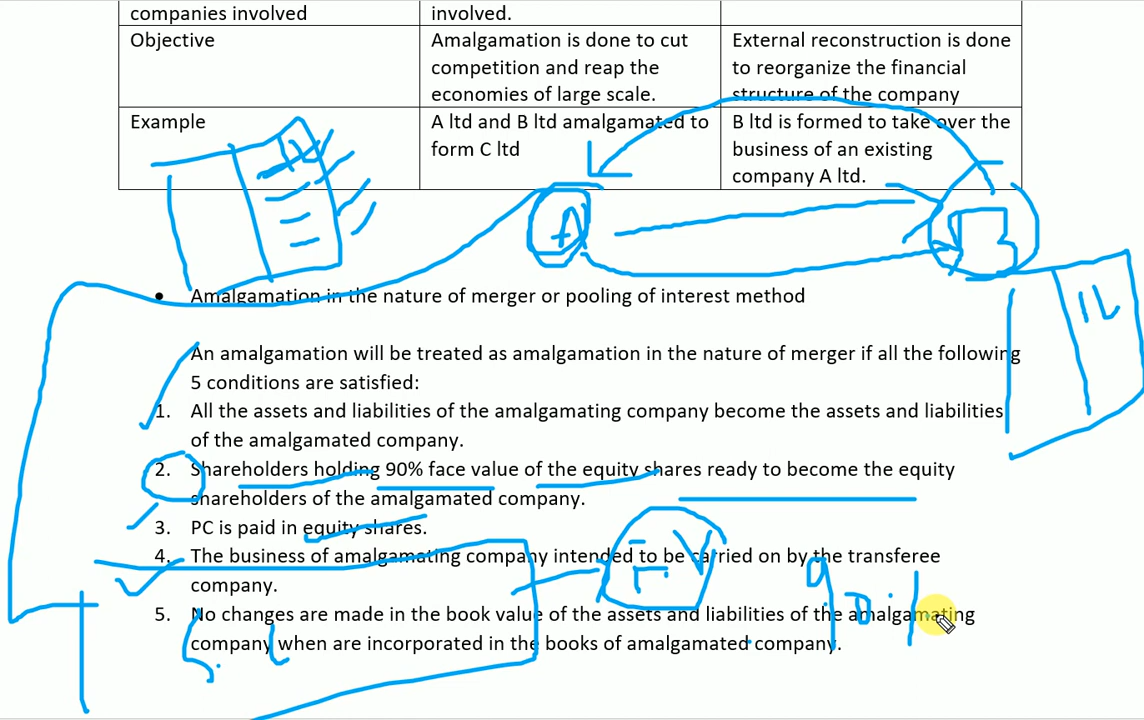 companies involved
involved.
Objective
Amalgamation is done to cut
competition and reap the
economies of large scale.
External reconstruction is done
to reorganize the financial
structure of the company
Example
A ltd and B ltd amalgamated to
form C ltd
B ltd is formed to take over the
business of an existing
company A ltd.
A
B
12
• Amalgamation in the nature of merger or pooling of interest method
An amalgamation will be treated as amalgamation in the nature of merger if all the following
5 conditions are satisfied:
1. All the assets and liabilities of the amalgamating company become the assets and liabilities
of the amalgamated company.
2. Shareholders holding 90% face value of the equity shares ready to become the equity
shareholders of the amalgamated company.
3. PC is paid in equity shares.
4. The business of amalgamating company intended to be carried on by the transferee
company.
F.V
5. No changes are made in the book value of the assets and liabilities of the amalgamating
company when are incorporated in the books of amalgamated company.